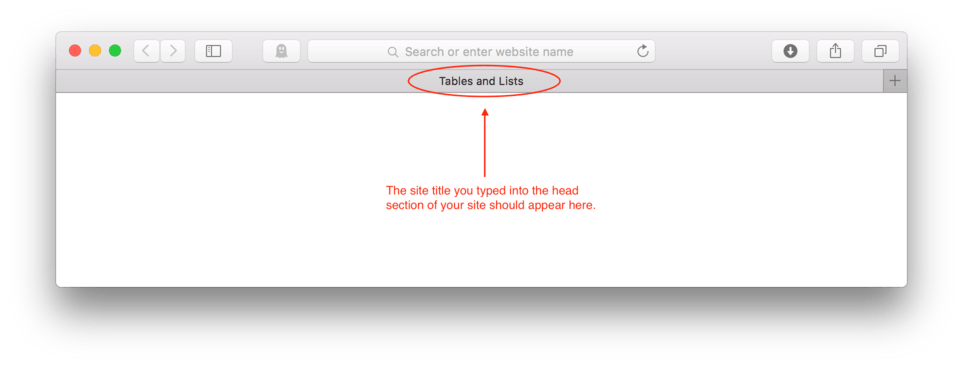 Search or enter website name
Tables and Lists
The site title you typed into the head
section of your site should appear here.